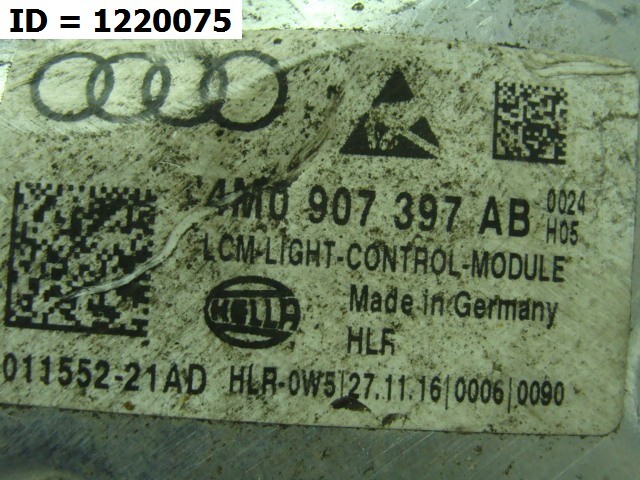 ID = 1220075
4M0 907 397 AB 0024
H05
LCM-LIGHT-CONTROL-MODULE
HELLA
Made in Germany
HLR
011552-21AD HLR-0W5|27.11.16|0006|0090